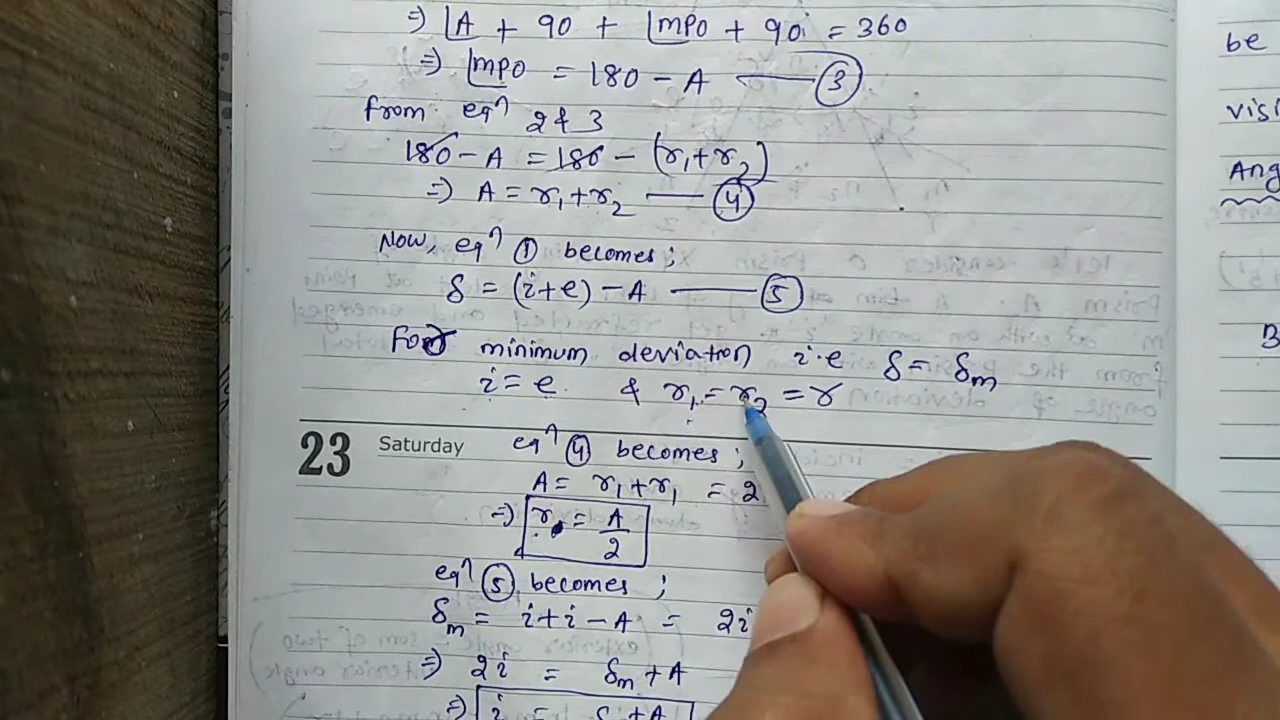 ⇒ ∠A + 90 + ∠MPO + 90 = 360
⇒ ∠MPO = 180 - A —— ③
from eqⁿ 2 & 3
180 - A = 180 - (r₁+r₂)
⇒ A = r₁+r₂ —— ④
Now, eqⁿ ① becomes;
δ = (i+e) - A —— ⑤
For minimum deviation i.e δ = δₘ
i = e & r₁ = r₂ = r
23 Saturday eqⁿ ④ becomes;
A = r₁+r₁ = 2
⇒ r = A/2
eqⁿ ⑤ becomes;
δₘ = i+i-A = 2i
⇒ 2i = δₘ+A
⇒ i =
be
visi
Ang
B